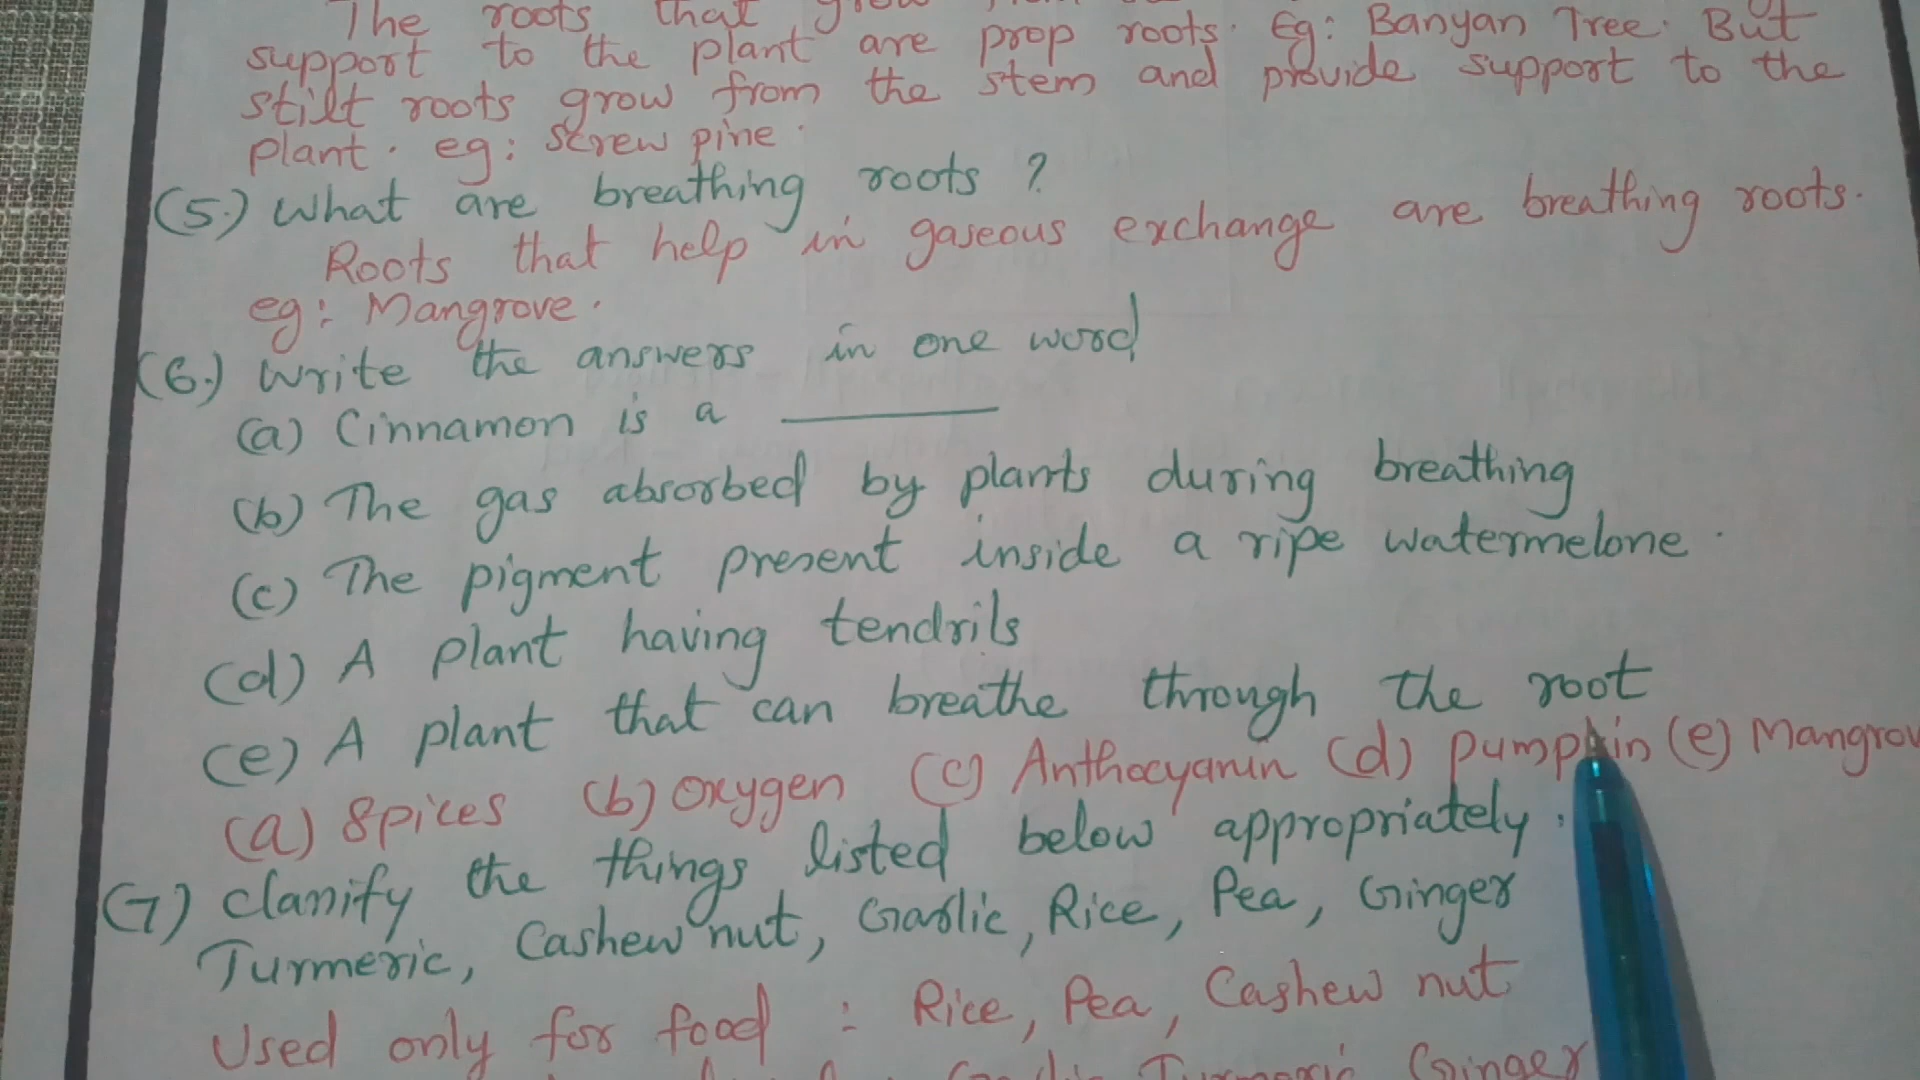 The roots that grow
support to the plant are prop roots. Eg: Banyan Tree. But
stilt roots grow from the stem and provide support to the
plant. eg: Screw pine.
(5.) What are breathing roots?
Roots that help in gaseous exchange are breathing roots.
eg: Mangrove.
(6.) Write the answers in one word
(a) Cinnamon is a ________
(b) The gas absorbed by plants during breathing
(c) The pigment present inside a ripe watermelone.
(d) A plant having tendrils
(e) A plant that can breathe through the root
(a) Spices (b) Oxygen (c) Anthocyanin (d) Pumpkin (e) Mangrov
(7) Clanify the things listed below appropriately.
Turmeric, Cashew nut, Garlic, Rice, Pea, Ginger
Used only for food : Rice, Pea, Cashew nut
Ginger